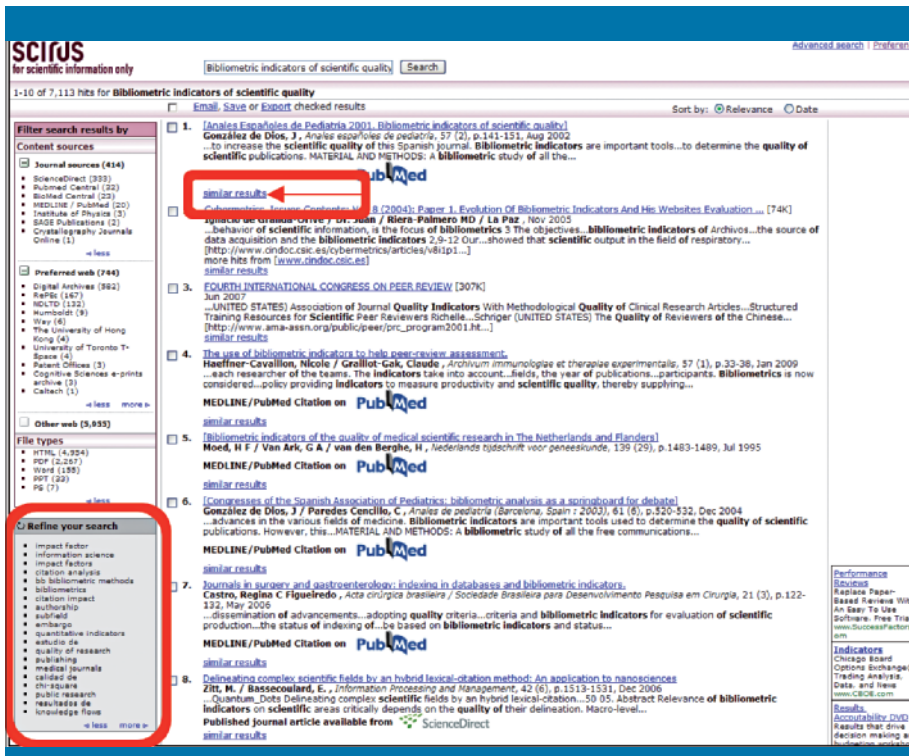 Advanced search | Preferen
scirus
for scientific information only
Bibliometric indicators of scientific quality Search
1-10 of 7,113 hits for Bibliometric indicators of scientific quality
Email, Save or Export checked results
Sort by: Relevance Date
Filter search results by
Content sources
Journal sources (414)
ScienceDirect (333)
Pubmed Central (32)
BioMed Central (23)
MEDLINE / PubMed (20)
Institute of Physics (3)
SAGE Publications (2)
Crystallography Journals
Online (1)
less
Preferred web (744)
Digital Archives (582)
RePEc (167)
NDLTD (132)
Humboldt (9)
Way (6)
The University of Hong
Kong (4)
University of Toronto T-
Space (4)
Patent Offices (3)
Cognitive Sciences e-prints
archive (3)
Caltech (1)
less more
Other web (5,955)
File types
HTML (4,554)
PDF (2,267)
Word (155)
PPT (33)
PS (7)
less
Refine your search
impact factor
information science
impact factors
citation analysis
bb bibliometric methods
bibliometrics
citation impact
authorship
subfield
embargo
quantitative indicators
estudio de
quality of research
publishing
medical journals
calidad de
chi-square
public research
resultados de
knowledge flows
less more
1. [Anales Españoles de Pediatría 2001. Bibliometric indicators of scientific quality]
González de Dios, J , Anales españoles de pediatría, 57 (2), p.141-151, Aug 2002
...to increase the scientific quality of this Spanish journal. Bibliometric indicators are important tools...to determine the quality of
scientific publications. MATERIAL AND METHODS: A bibliometric study of all the...
PubMed
similar results
Cybermetrics. Issues Contents: Vol 8 (2004): Paper 1. Evolution Of Bibliometric Indicators And His Websites Evaluation ... [74K]
Ignacio de Granda-Orive / Dr. Juan / Riera-Palmero MD / La Paz , Nov 2005
...behavior of scientific information, is the focus of bibliometrics 3 The objectives...bibliometric indicators of Archivos...the source of
data acquisition and the bibliometric indicators 2,9-12 Our...showed that scientific output in the field of respiratory...
[http://www.cindoc.csic.es/cybermetrics/articles/v8i1p1...]
more hits from [www.cindoc.csic.es]
similar results
3. FOURTH INTERNATIONAL CONGRESS ON PEER REVIEW [307K]
Jun 2007
...UNITED STATES) Association of Journal Quality Indicators With Methodological Quality of Clinical Research Articles...Structured
Training Resources for Scientific Peer Reviewers Richelle...Schriger (UNITED STATES) The Quality of Reviewers of the Chinese...
[http://www.ama-assn.org/public/peer/prc_program2001.ht...]
similar results
4. The use of bibliometric indicators to help peer-review assessment.
Haeffner-Cavaillon, Nicole / Graillot-Gak, Claude , Archivum immunologiae et therapiae experimentalis, 57 (1), p.33-38, Jan 2009
...each researcher of the teams. The indicators take into account...fields, the year of publications...participants. Bibliometrics is now
considered...policy providing indicators to measure productivity and scientific quality, thereby supplying...
MEDLINE/PubMed Citation on PubMed
similar results
5. [Bibliometric indicators of the quality of medical scientific research in The Netherlands and Flanders]
Moed, H F / Van Ark, G A / van den Berghe, H , Nederlands tijdschrift voor geneeskunde, 139 (29), p.1483-1489, Jul 1995
MEDLINE/PubMed Citation on PubMed
similar results
6. [Congresses of the Spanish Association of Pediatrics: bibliometric analysis as a springboard for debate]
González de Dios, J / Paredes Cencillo, C , Anales de pediatría (Barcelona, Spain : 2003), 61 (6), p.520-532, Dec 2004
...advances in the various fields of medicine. Bibliometric indicators are important tools used to determine the quality of scientific
publications. However, this...MATERIAL AND METHODS: A bibliometric study of all the free communications...
MEDLINE/PubMed Citation on PubMed
similar results
7. Journals in surgery and gastroenterology: indexing in databases and bibliometric indicators.
Castro, Regina C Figueiredo , Acta cirúrgica brasileira / Sociedade Brasileira para Desenvolvimento Pesquisa em Cirurgia, 21 (3), p.122-
132, May 2006
...dissemination of advancements...adopting quality criteria...criteria and bibliometric indicators for evaluation of scientific
production...the status of indexing of...be based on bibliometric indicators and status...
MEDLINE/PubMed Citation on PubMed
similar results
8. Delineating complex scientific fields by an hybrid lexical-citation method: An application to nanosciences
Zitt, M. / Bassecoulard, E. , Information Processing and Management, 42 (6), p.1513-1531, Dec 2006
...Quantum_Dots Delineating complex scientific fields by an hybrid lexical-citation...50 05. Abstract Relevance of bibliometric
indicators on scientific areas critically depends on the quality of their delineation. Macro-level...
Published journal article available from ScienceDirect
similar results
Performance
Reviews
Replace Paper-
Based Reviews Wit
An Easy To Use
Software. Free Tria
www.SuccessFactor
om
Indicators
Chicago Board
Options Exchange:
Trading Analysis,
Data, and News
www.CBOE.com
Results
Accoutability DVD
Results that drive
decision making a